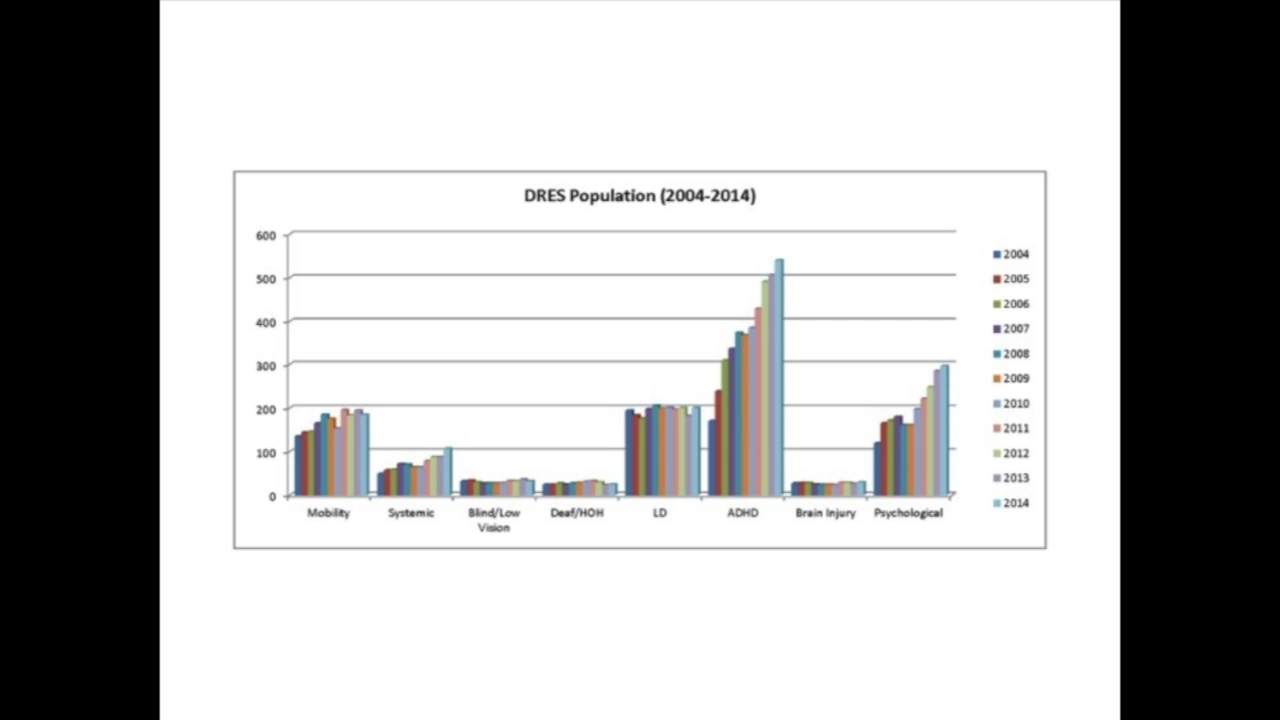 DRES Population (2004-2014)
600
500
400
300
200
100
0
Mobility
Systemic
Blind/Low
Vision
Deaf/HOH
LD
ADHD
Brain Injury
Psychological
2004
2005
2006
2007
2008
2009
2010
2011
2012
2013
2014